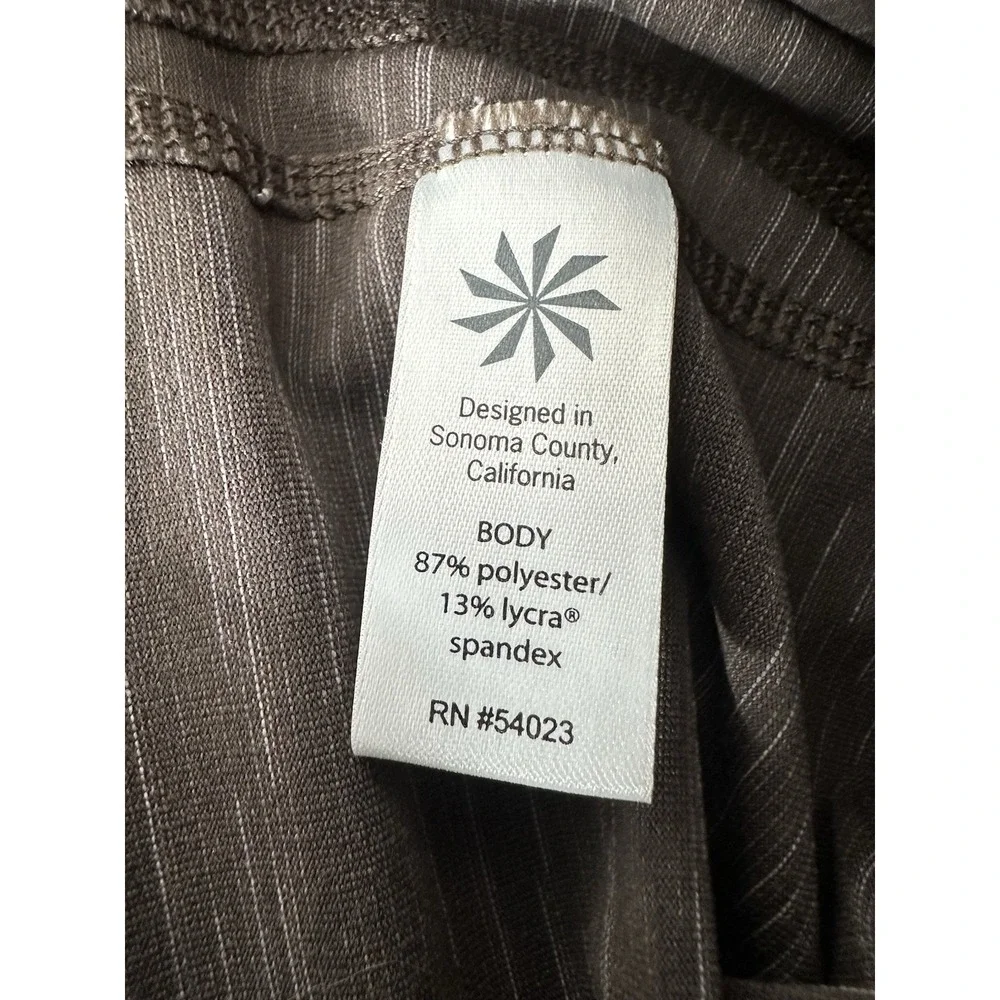 Designed in
Sonoma County,
California
BODY
87% polyester/
13% lycra®
spandex
RN #54023